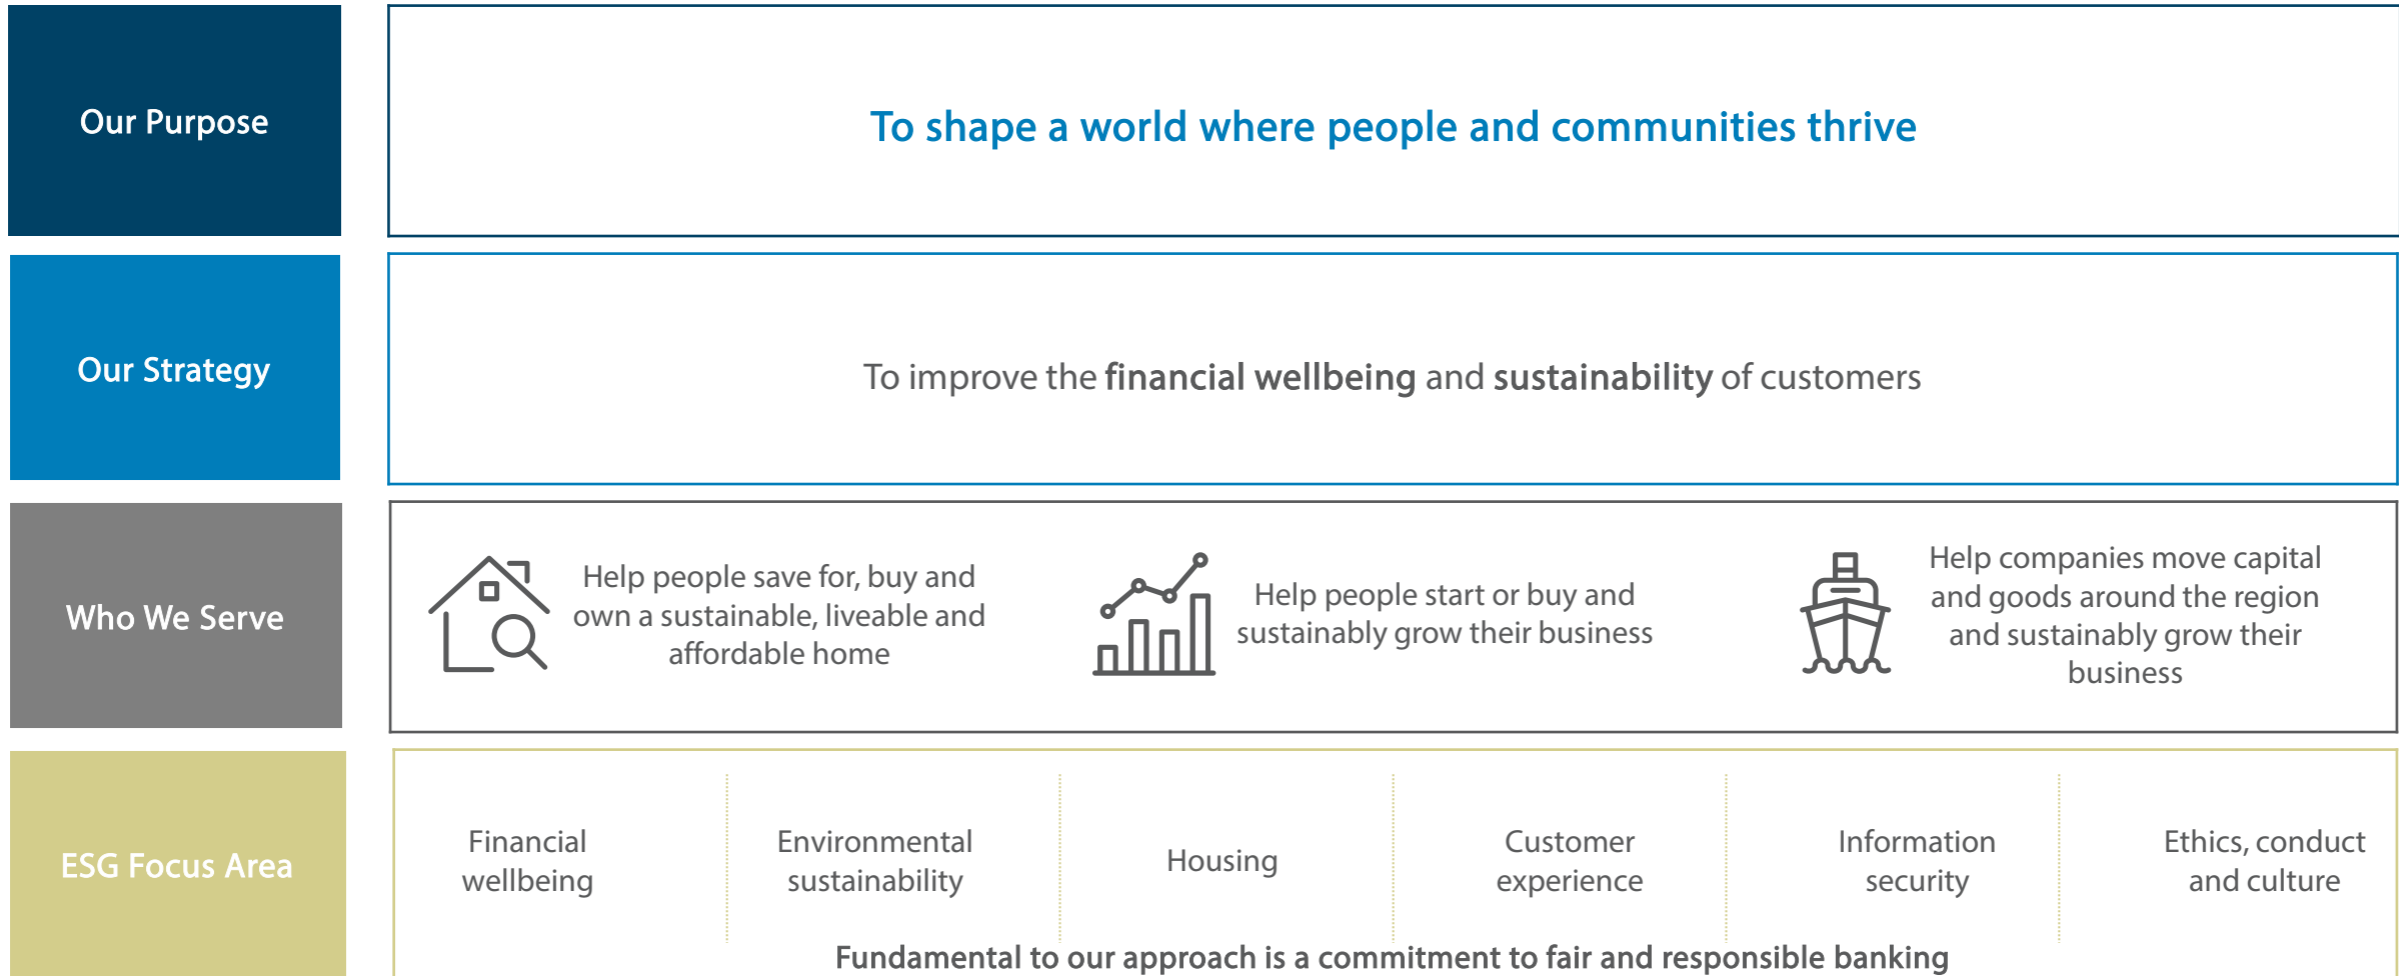 Our Purpose
To shape a world where people and communities thrive
Our Strategy
To improve the financial wellbeing and sustainability of customers
Who We Serve
Help people save for, buy and
own a sustainable, liveable and
affordable home
Help people start or buy and
sustainably grow their business
Help companies move capital
and goods around the region
and sustainably grow their
business
ESG Focus Area
Financial
wellbeing
Environmental
sustainability
Housing
Customer
experience
Information
security
Ethics, conduct
and culture
Fundamental to our approach is a commitment to fair and responsible banking